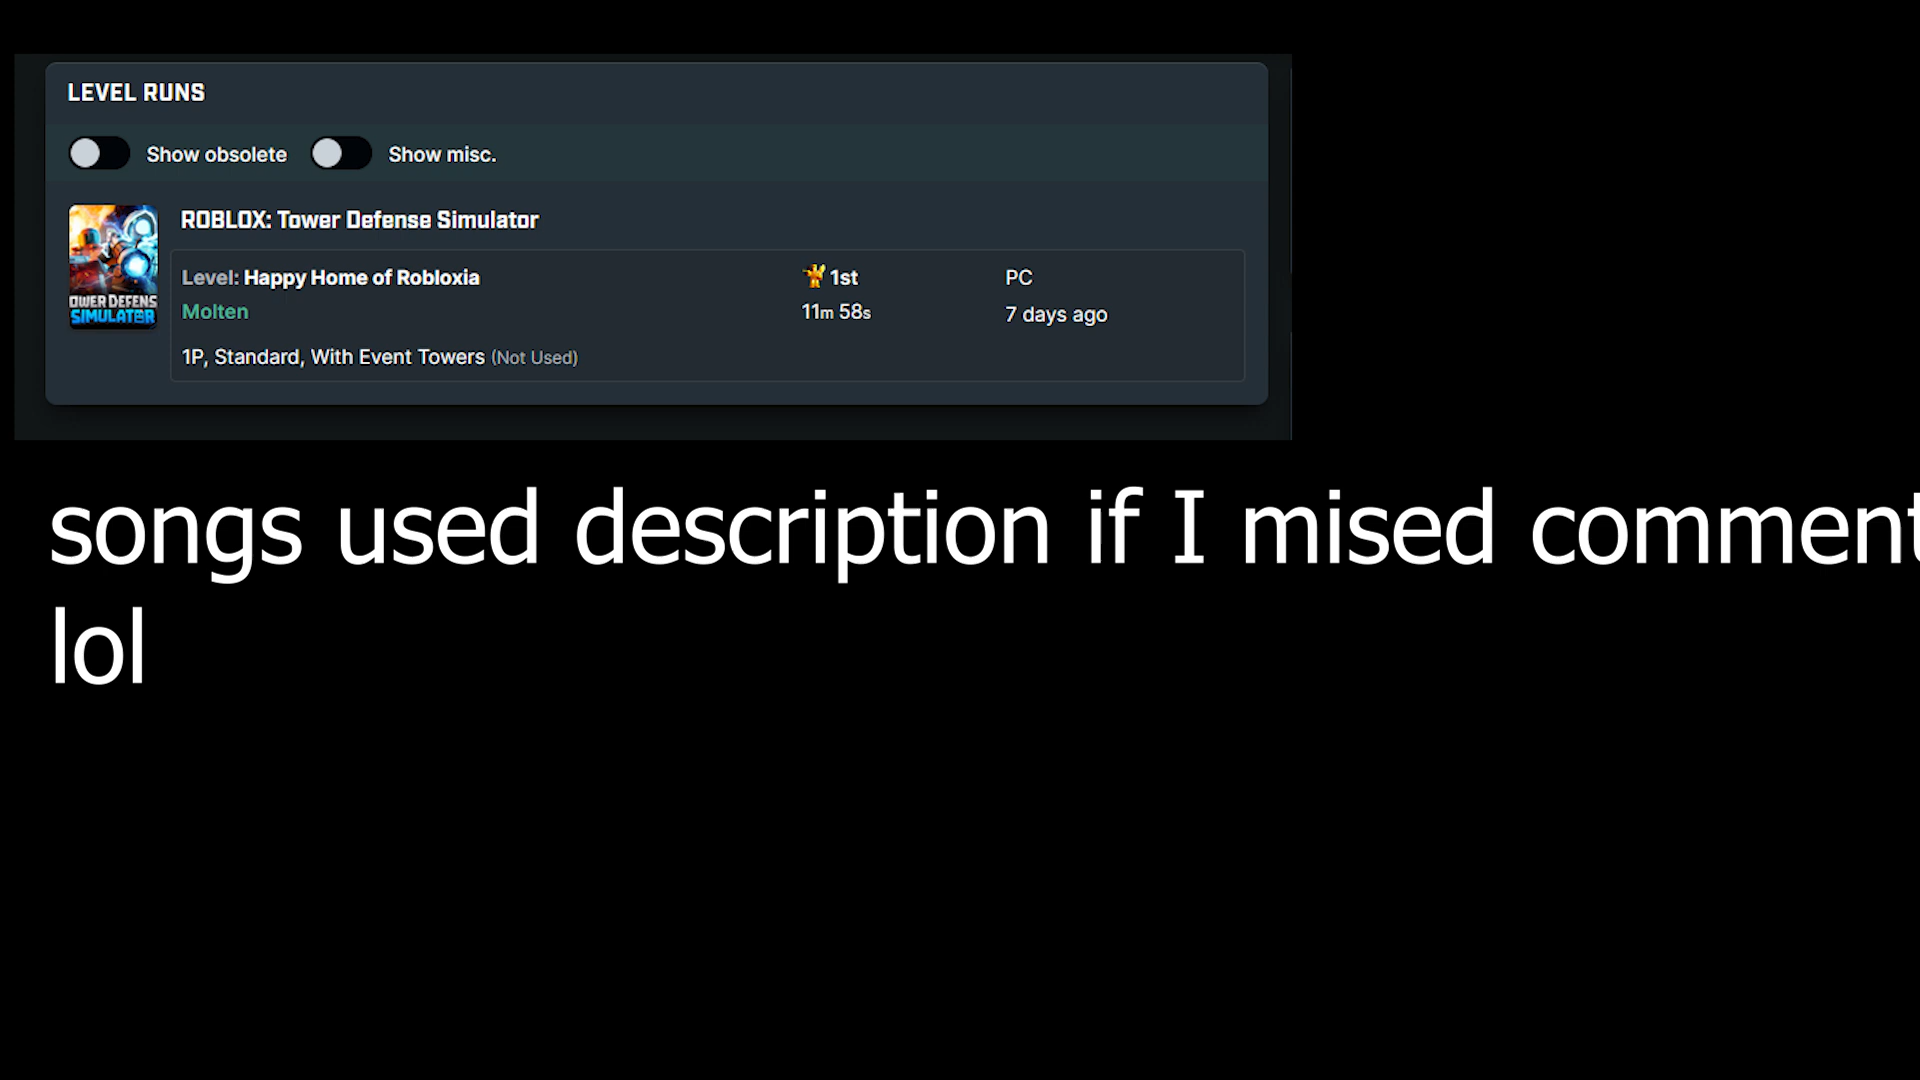 LEVEL RUNS
Show obsolete Show misc.
ROBLOX: Tower Defense Simulator
Level: Happy Home of Robloxia 1st PC
Molten 11m 58s 7 days ago
1P, Standard, With Event Towers (Not Used)
OWER DEFENS
SIMULATOR
songs used description if I mised comment
lol